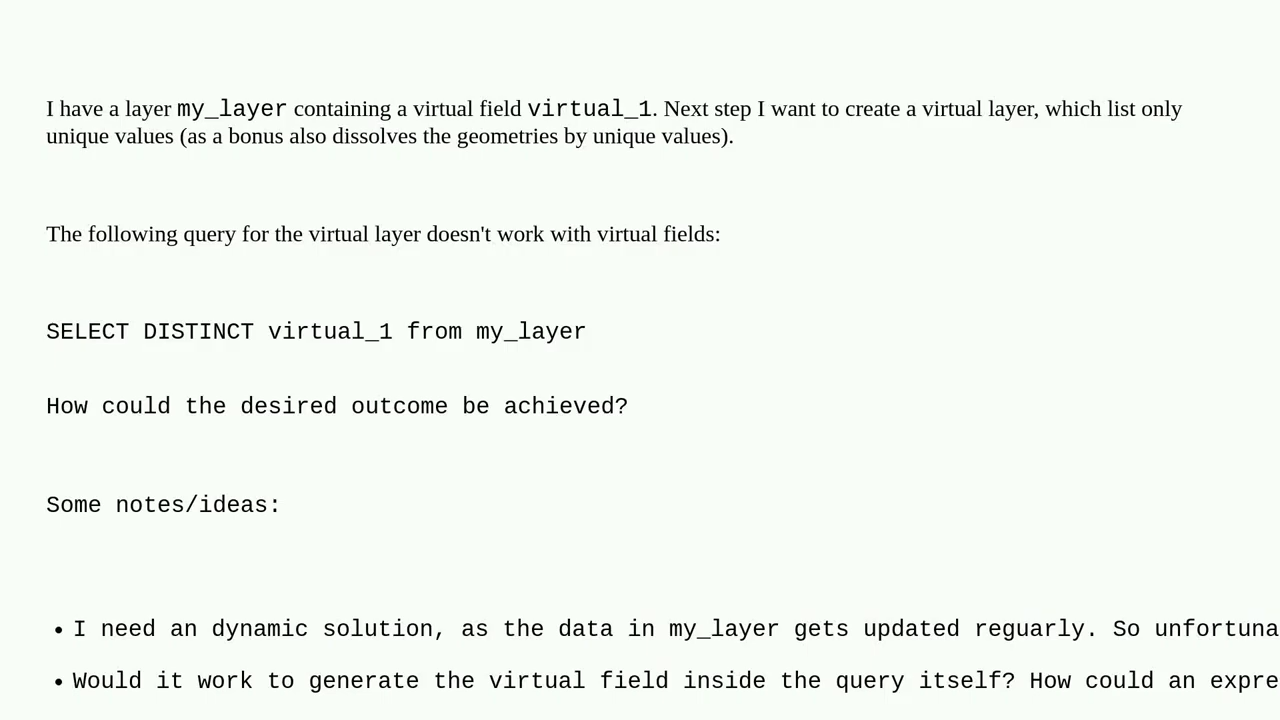 I have a layer my_layer containing a virtual field virtual_1. Next step I want to create a virtual layer, which list only
unique values (as a bonus also dissolves the geometries by unique values).
The following query for the virtual layer doesn't work with virtual fields:
SELECT DISTINCT virtual_1 from my_layer
How could the desired outcome be achieved?
Some notes/ideas:
• I need an dynamic solution, as the data in my_layer gets updated reguarly. So unfortuna
• Would it work to generate the virtual field inside the query itself? How could an expre